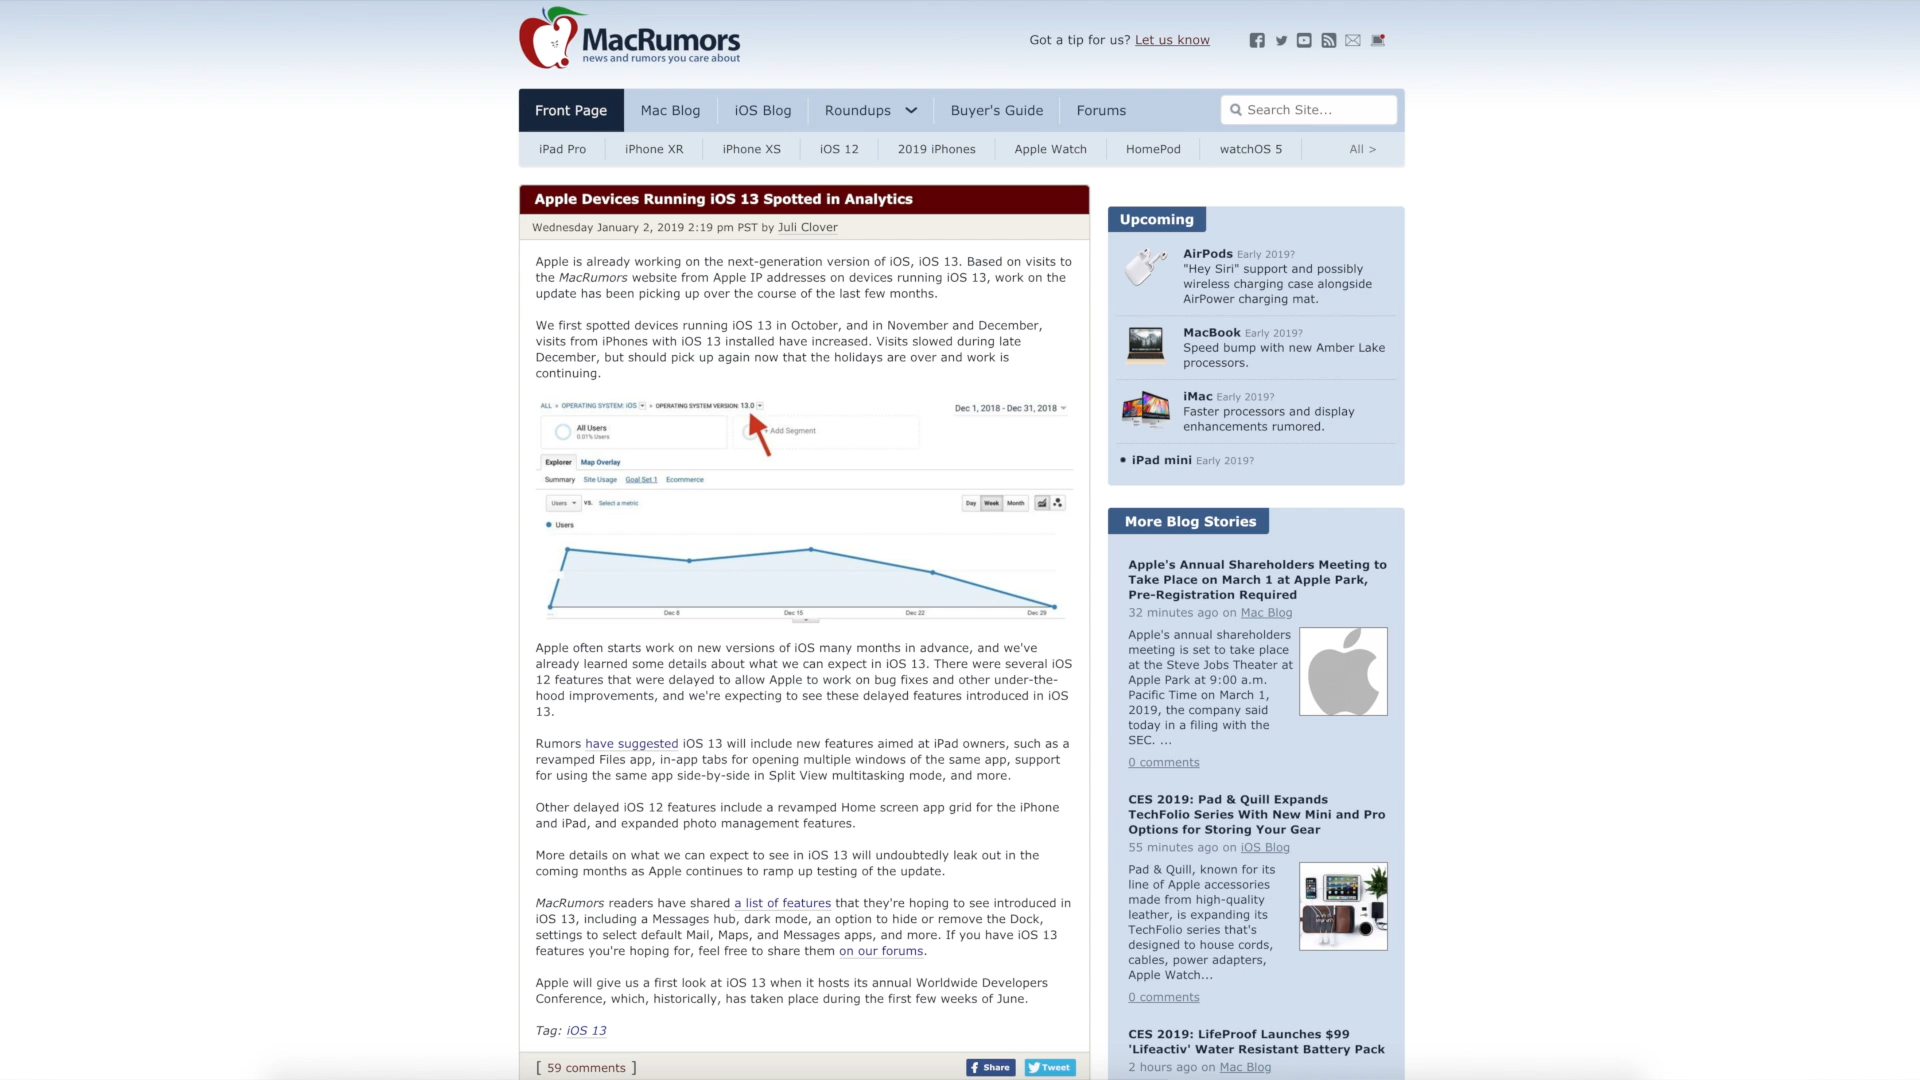 MacRumors
news and rumors you care about
Got a tip for us? Let us know
Front Page
Mac Blog
iOS Blog
Roundups
Buyer's Guide
Forums
Search Site...
iPad Pro
iPhone XR
iPhone XS
iOS 12
2019 iPhones
Apple Watch
HomePod
watchOS 5
All >
Apple Devices Running iOS 13 Spotted in Analytics
Wednesday January 2, 2019 2:19 pm PST by Juli Clover
Apple is already working on the next-generation version of iOS, iOS 13. Based on visits to
the MacRumors website from Apple IP addresses on devices running iOS 13, work on the
update has been picking up over the course of the last few months.
We first spotted devices running iOS 13 in October, and in November and December,
visits from iPhones with iOS 13 installed have increased. Visits slowed during late
December, but should pick up again now that the holidays are over and work is
continuing.
ALL » OPERATING SYSTEM: iOS » OPERATING SYSTEM VERSION: 13.0
Dec 1, 2018 - Dec 31, 2018
All Users
0.01% Users
+ Add Segment
Explorer
Map Overlay
Summary
Site Usage
Goal Set 1
Ecommerce
Users
VS.
Select a metric
Day
Week
Month
Users
Dec 8
Dec 15
Dec 22
Dec 29
Apple often starts work on new versions of iOS many months in advance, and we've
already learned some details about what we can expect in iOS 13. There were several iOS
12 features that were delayed to allow Apple to work on bug fixes and other under-the-
hood improvements, and we're expecting to see these delayed features introduced in iOS
13.
Rumors have suggested iOS 13 will include new features aimed at iPad owners, such as a
revamped Files app, in-app tabs for opening multiple windows of the same app, support
for using the same app side-by-side in Split View multitasking mode, and more.
Other delayed iOS 12 features include a revamped Home screen app grid for the iPhone
and iPad, and expanded photo management features.
More details on what we can expect to see in iOS 13 will undoubtedly leak out in the
coming months as Apple continues to ramp up testing of the update.
MacRumors readers have shared a list of features that they're hoping to see introduced in
iOS 13, including a Messages hub, dark mode, an option to hide or remove the Dock,
settings to select default Mail, Maps, and Messages apps, and more. If you have iOS 13
features you're hoping for, feel free to share them on our forums.
Apple will give us a first look at iOS 13 when it hosts its annual Worldwide Developers
Conference, which, historically, has taken place during the first few weeks of June.
Tag: iOS 13
[ 59 comments ]
Share
Tweet
Upcoming
AirPods Early 2019?
"Hey Siri" support and possibly
wireless charging case alongside
AirPower charging mat.
MacBook Early 2019?
Speed bump with new Amber Lake
processors.
iMac Early 2019?
Faster processors and display
enhancements rumored.
• iPad mini Early 2019?
More Blog Stories
Apple's Annual Shareholders Meeting to
Take Place on March 1 at Apple Park,
Pre-Registration Required
32 minutes ago on Mac Blog
Apple's annual shareholders
meeting is set to take place
at the Steve Jobs Theater at
Apple Park at 9:00 a.m.
Pacific Time on March 1,
2019, the company said
today in a filing with the
SEC. ...
0 comments
CES 2019: Pad & Quill Expands
TechFolio Series With New Mini and Pro
Options for Storing Your Gear
55 minutes ago on iOS Blog
Pad & Quill, known for its
line of Apple accessories
made from high-quality
leather, is expanding its
TechFolio series that's
designed to house cords,
cables, power adapters,
Apple Watch...
0 comments
CES 2019: LifeProof Launches $99
'Lifeactiv' Water Resistant Battery Pack
2 hours ago on Mac Blog